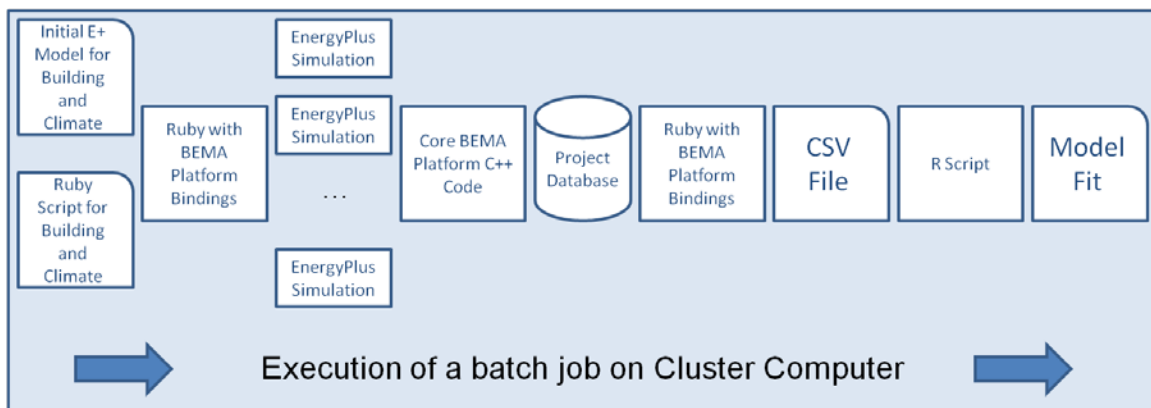 Initial E+
Model for
Building
and
Climate
Ruby
Script for
Building
and
Climate
Ruby with
BEMA
Platform
Bindings
EnergyPlus
Simulation
EnergyPlus
Simulation
...
EnergyPlus
Simulation
Core BEMA
Platform C++
Code
Project
Database
Ruby with
BEMA
Platform
Bindings
CSV
File
R Script
Model
Fit
Execution of a batch job on Cluster Computer